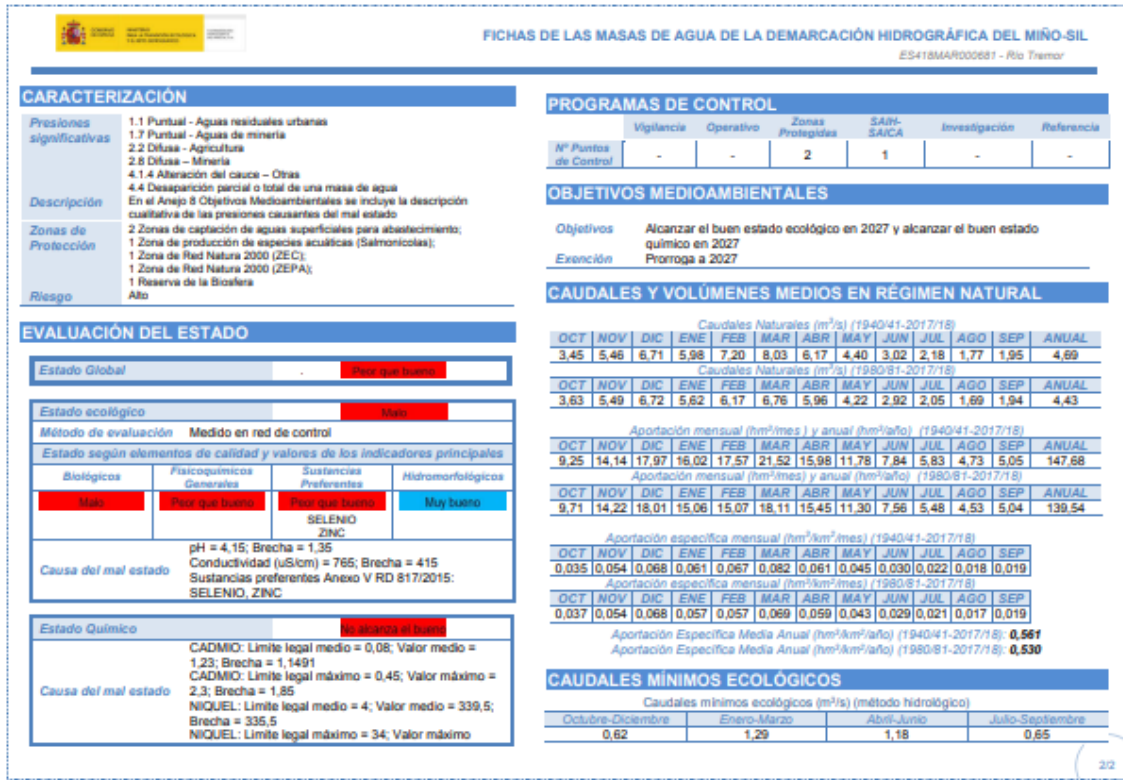 FICHAS DE LAS MASAS DE AGUA DE LA DEMARCACIÓN HIDROGRÁFICA DEL MIÑO-SIL
ES418MAR000681 - Río Tremor
CARACTERIZACIÓN
Presiones significativas
1.1 Puntual - Aguas residuales urbanas
1.7 Puntual - Aguas de minería
2.2 Difusa - Agricultura
2.8 Difusa – Minería
4.1.4 Alteración del cauce – Otras
4.4 Desaparición parcial o total de una masa de agua
Descripción
En el Anejo 8 Objetivos Medioambientales se incluye la descripción
cualitativa de las presiones causantes del mal estado
Zonas de Protección
2 Zonas de captación de aguas superficiales para abastecimiento;
1 Zona de producción de especies acuáticas (Salmonícolas);
1 Zona de Red Natura 2000 (ZEC);
1 Zona de Red Natura 2000 (ZEPA);
1 Reserva de la Biosfera
Riesgo Alto
EVALUACIÓN DEL ESTADO
Estado Global . Peor que bueno
Estado ecológico Malo
Método de evaluación Medido en red de control
Estado según elementos de calidad y valores de los indicadores principales
Biológicos Fisicoquímicos Generales Sustancias Preferentes Hidromorfológicos
Malo Peor que bueno Peor que bueno Muy bueno
SELENIO
ZINC
Causa del mal estado
pH = 4,15; Brecha = 1,35
Conductividad (uS/cm) = 765; Brecha = 415
Sustancias preferentes Anexo V RD 817/2015:
SELENIO, ZINC
Estado Químico No alcanza el bueno
Causa del mal estado
CADMIO: Limite legal medio = 0,08; Valor medio =
1,23; Brecha = 1,1491
CADMIO: Limite legal máximo = 0,45; Valor máximo =
2,3; Brecha = 1,85
NIQUEL: Limite legal medio = 4; Valor medio = 339,5;
Brecha = 335,5
NIQUEL: Limite legal máximo = 34; Valor máximo
PROGRAMAS DE CONTROL
Vigilancia Operativo Zonas Protegidas SAIH-SAICA Investigación Referencia
Nº Puntos de Control - - 2 1 - -
OBJETIVOS MEDIOAMBIENTALES
Objetivos
Alcanzar el buen estado ecológico en 2027 y alcanzar el buen estado
químico en 2027
Exención Prorroga a 2027
CAUDALES Y VOLÚMENES MEDIOS EN RÉGIMEN NATURAL
Caudales Naturales (m³/s) (1940/41-2017/18)
OCT NOV DIC ENE FEB MAR ABR MAY JUN JUL AGO SEP ANUAL
3,45 5,46 6,71 5,98 7,20 8,03 6,17 4,40 3,02 2,18 1,77 1,95 4,69
Caudales Naturales (m³/s) (1980/81-2017/18)
OCT NOV DIC ENE FEB MAR ABR MAY JUN JUL AGO SEP ANUAL
3,63 5,49 6,72 5,62 6,17 6,76 5,96 4,22 2,92 2,05 1,69 1,94 4,43
Aportación mensual (hm³/mes ) y anual (hm³/año) (1940/41-2017/18)
OCT NOV DIC ENE FEB MAR ABR MAY JUN JUL AGO SEP ANUAL
9,25 14,14 17,97 16,02 17,57 21,52 15,98 11,78 7,84 5,83 4,73 5,05 147,68
Aportación mensual (hm³/mes) y anual (hm³/año) (1980/81-2017/18)
OCT NOV DIC ENE FEB MAR ABR MAY JUN JUL AGO SEP ANUAL
9,71 14,22 18,01 15,06 15,07 18,11 15,45 11,30 7,56 5,48 4,53 5,04 139,54
Aportación específica mensual (hm³/km²/mes) (1940/41-2017/18)
OCT NOV DIC ENE FEB MAR ABR MAY JUN JUL AGO SEP
0,035 0,054 0,068 0,061 0,067 0,082 0,061 0,045 0,030 0,022 0,018 0,019
Aportación específica mensual (hm³/km²/mes) (1980/81-2017/18)
OCT NOV DIC ENE FEB MAR ABR MAY JUN JUL AGO SEP
0,037 0,054 0,068 0,057 0,057 0,069 0,059 0,043 0,029 0,021 0,017 0,019
Aportación Específica Media Anual (hm³/km²/año) (1940/41-2017/18): 0,561
Aportación Específica Media Anual (hm³/km²/año) (1980/81-2017/18): 0,530
CAUDALES MÍNIMOS ECOLÓGICOS
Caudales mínimos ecológicos (m³/s) (método hidrológico)
Octubre-Diciembre Enero-Marzo Abril-Junio Julio-Septiembre
0,62 1,29 1,18 0,65
2/2